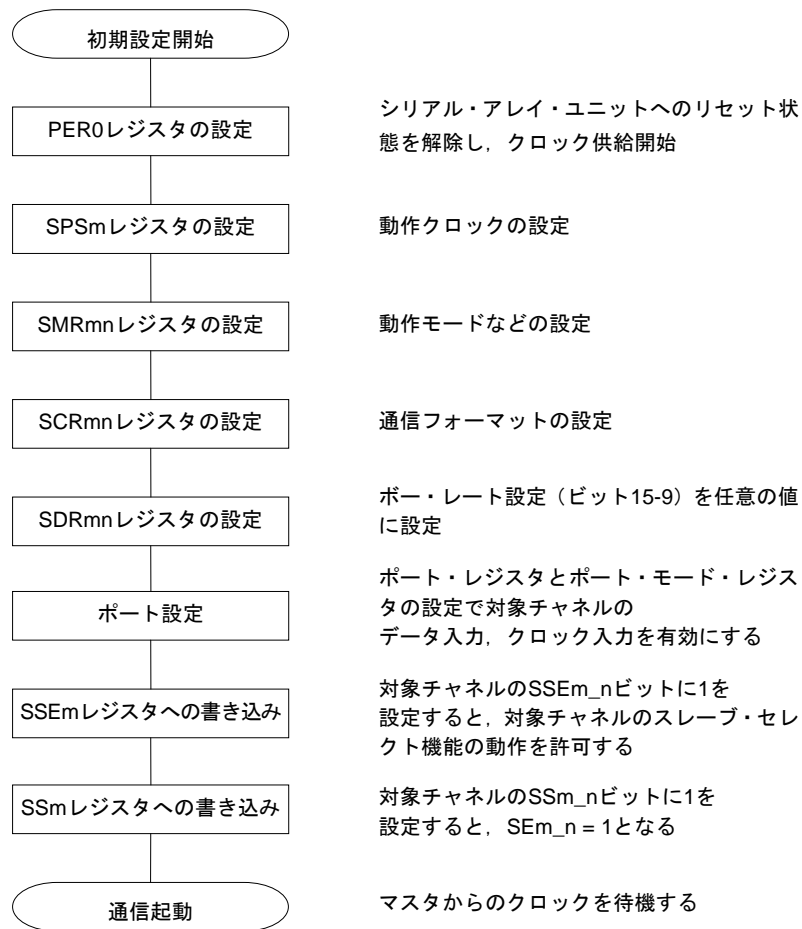 初期設定開始
PER0レジスタの設定
シリアル・アレイ・ユニットへのリセット状
態を解除し，クロック供給開始
SPSmレジスタの設定
動作クロックの設定
SMRmnレジスタの設定
動作モードなどの設定
SCRmnレジスタの設定
通信フォーマットの設定
SDRmnレジスタの設定
ボー・レート設定（ビット15-9）を任意の値
に設定
ポート設定
ポート・レジスタとポート・モード・レジス
タの設定で対象チャネルの
データ入力，クロック入力を有効にする
SSEmレジスタへの書き込み
対象チャネルのSSEm_nビットに1を
設定すると，対象チャネルのスレーブ・セレ
クト機能の動作を許可する
SSmレジスタへの書き込み
対象チャネルのSSm_nビットに1を
設定すると，SEm_n = 1となる
通信起動
マスタからのクロックを待機する